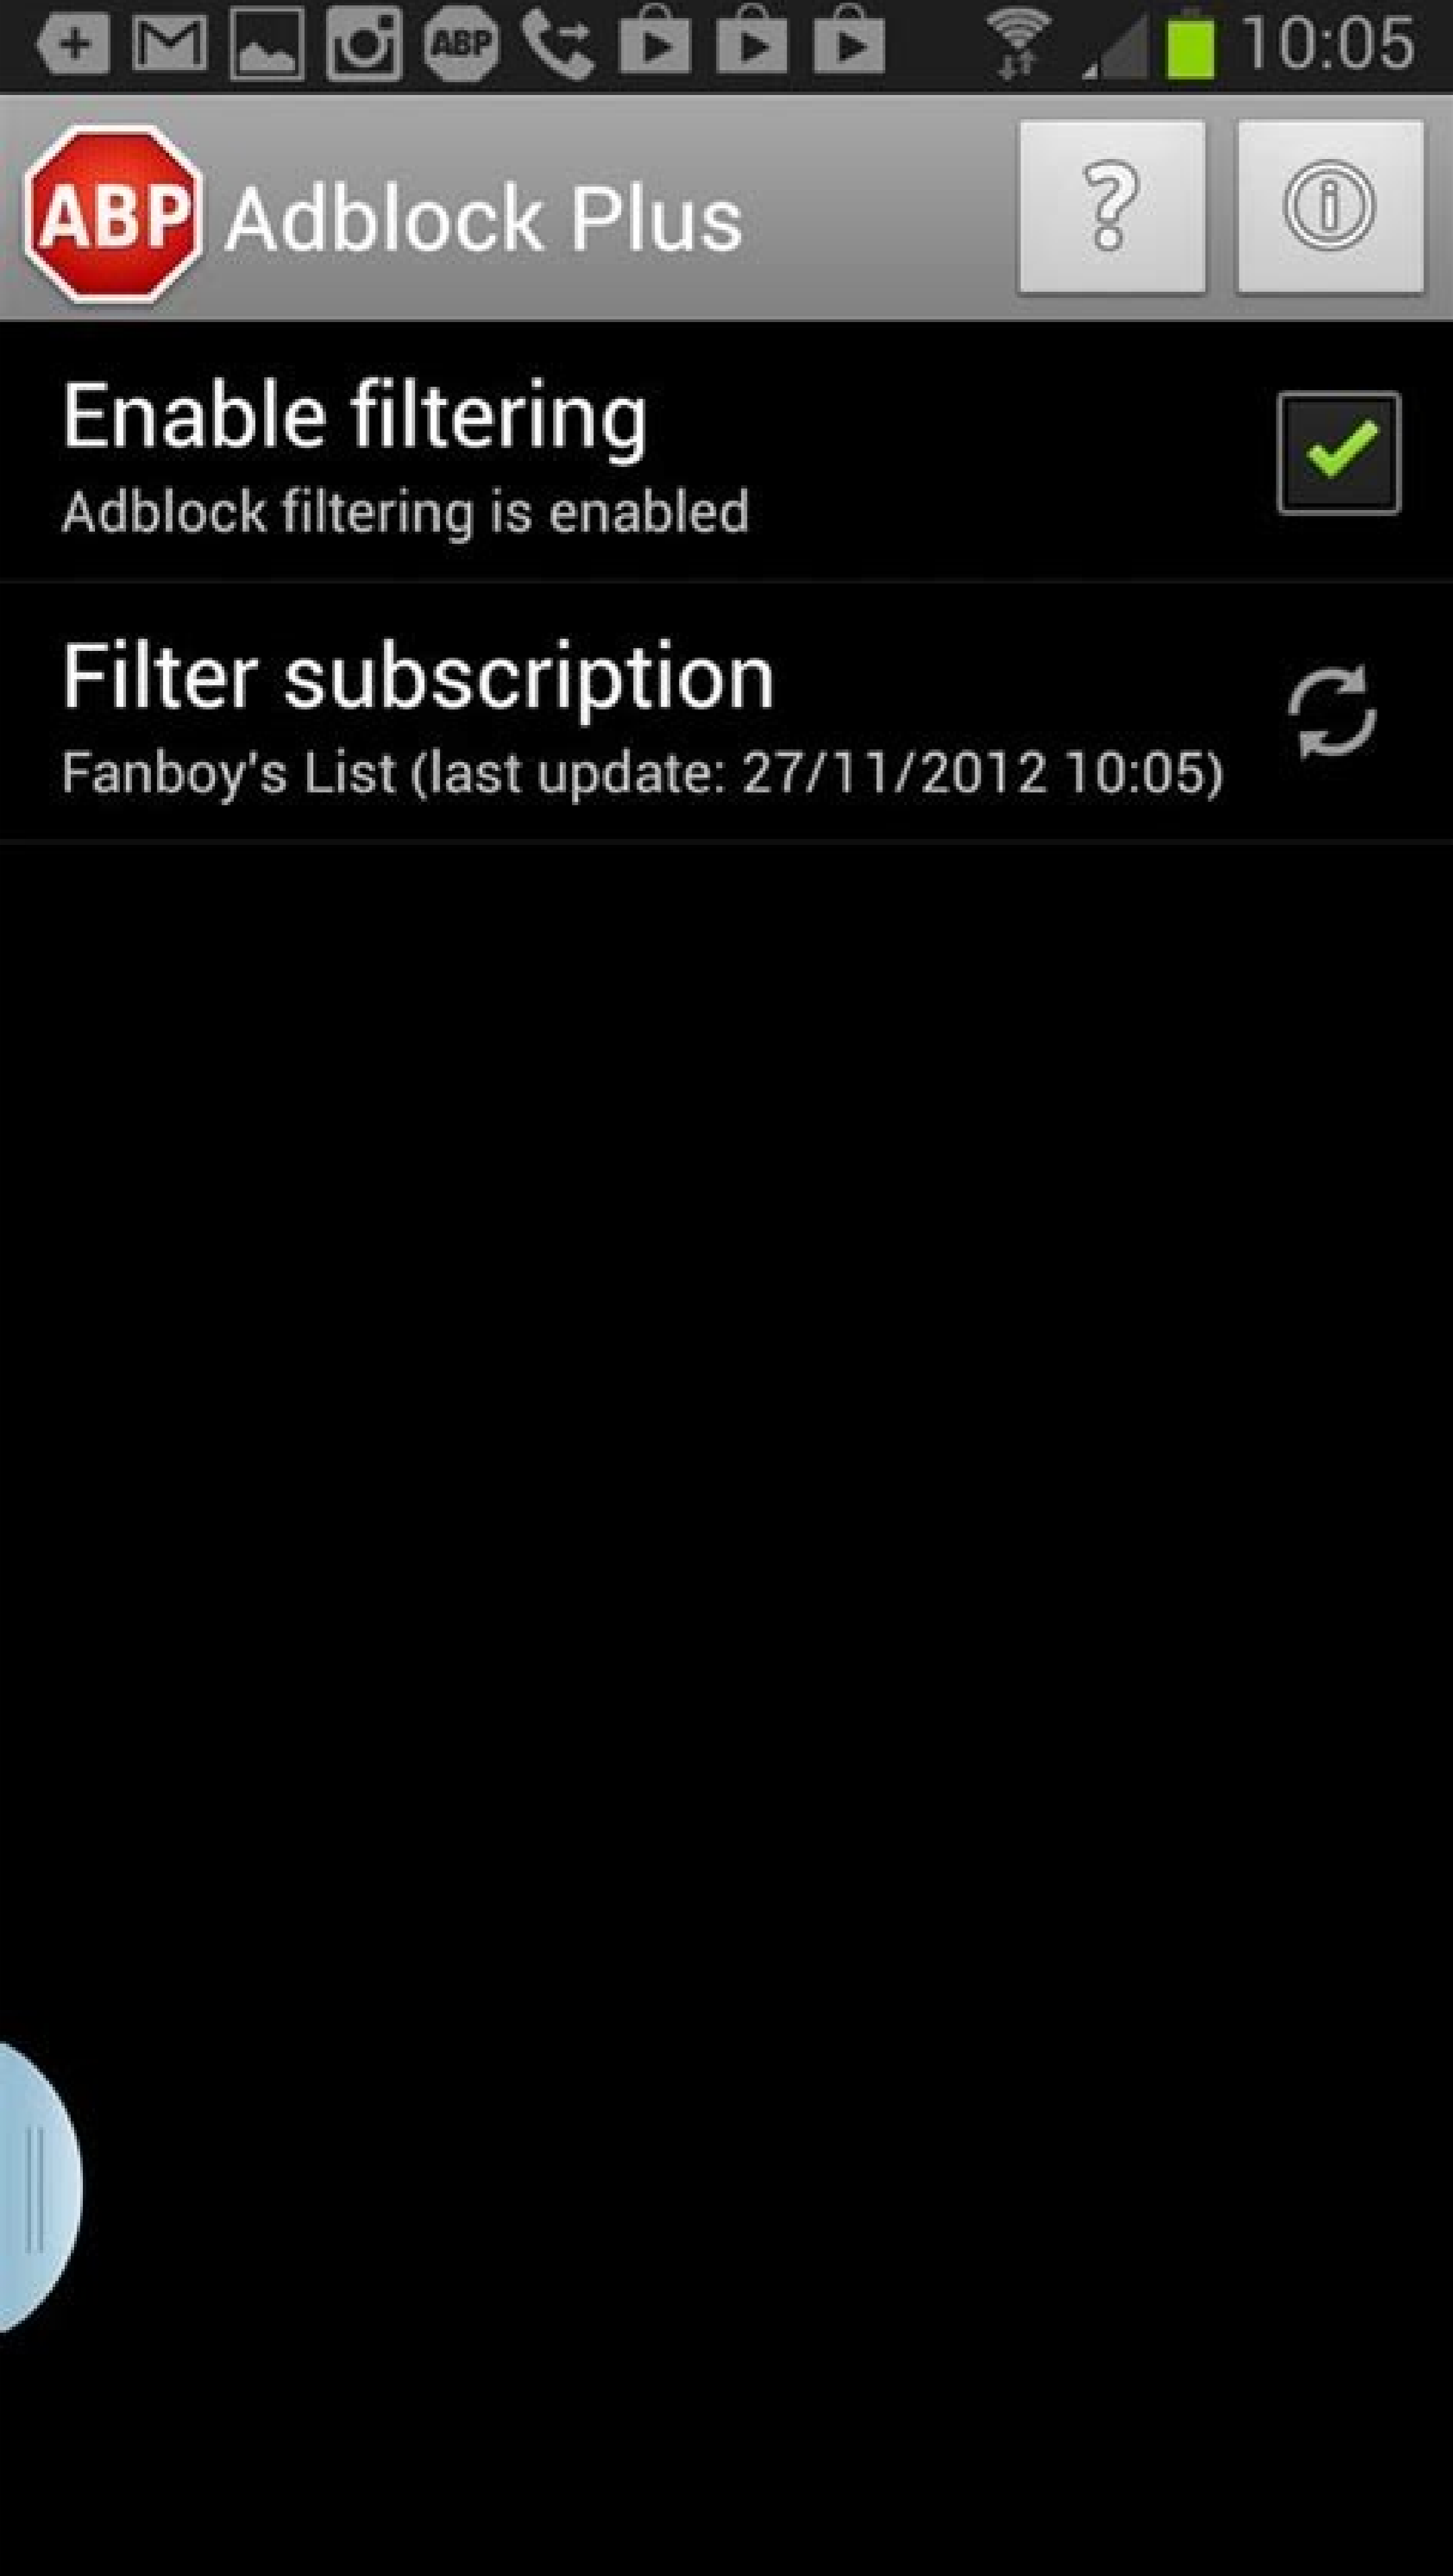 ABP
10:05
ABP
Adblock Plus
?
i
Enable filtering
Adblock filtering is enabled
Filter subscription
Fanboy's List (last update: 27/11/2012 10:05)